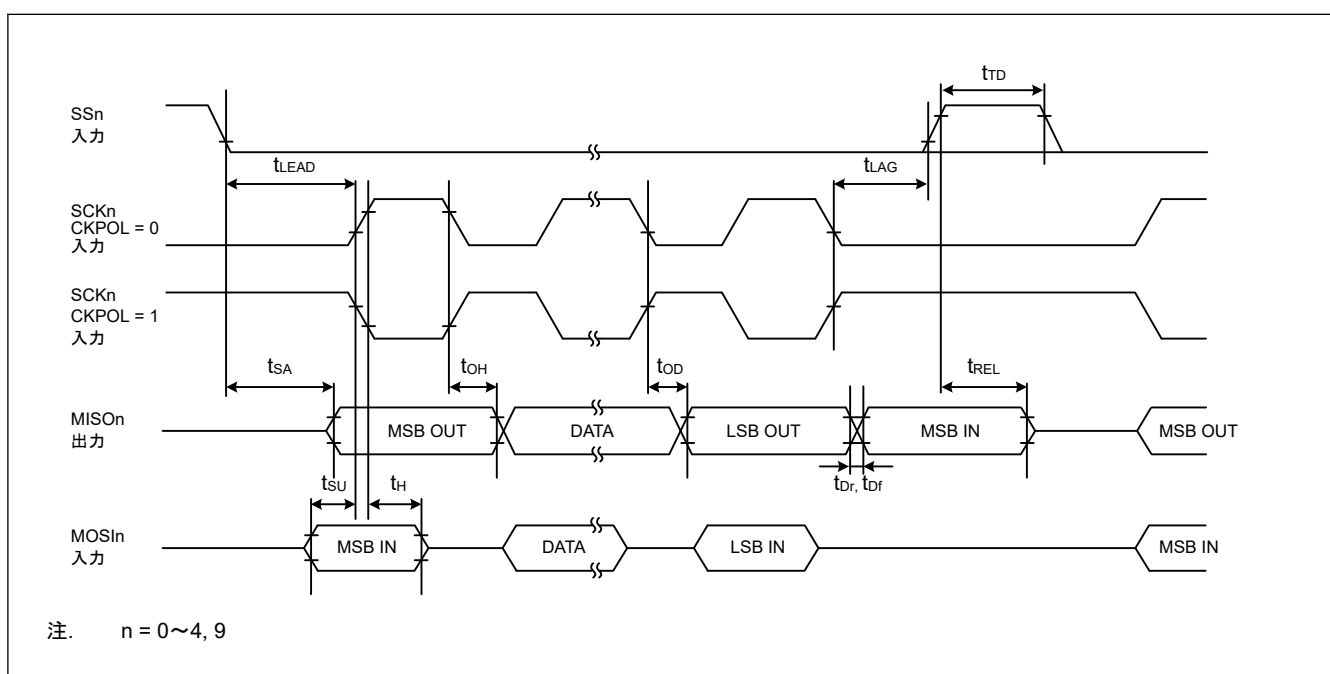 tTD
SSn
入力
tLEAD
tLAG
SCKn
CKPOL = 0
入力
SCKn
CKPOL = 1
入力
tSA
tOH
tOD
tREL
MISOn
出力
MSB OUT
DATA
LSB OUT
MSB IN
MSB OUT
tSU
tH
tDr, tDf
MOSIn
入力
MSB IN
DATA
LSB IN
MSB IN
注. n = 0～4, 9